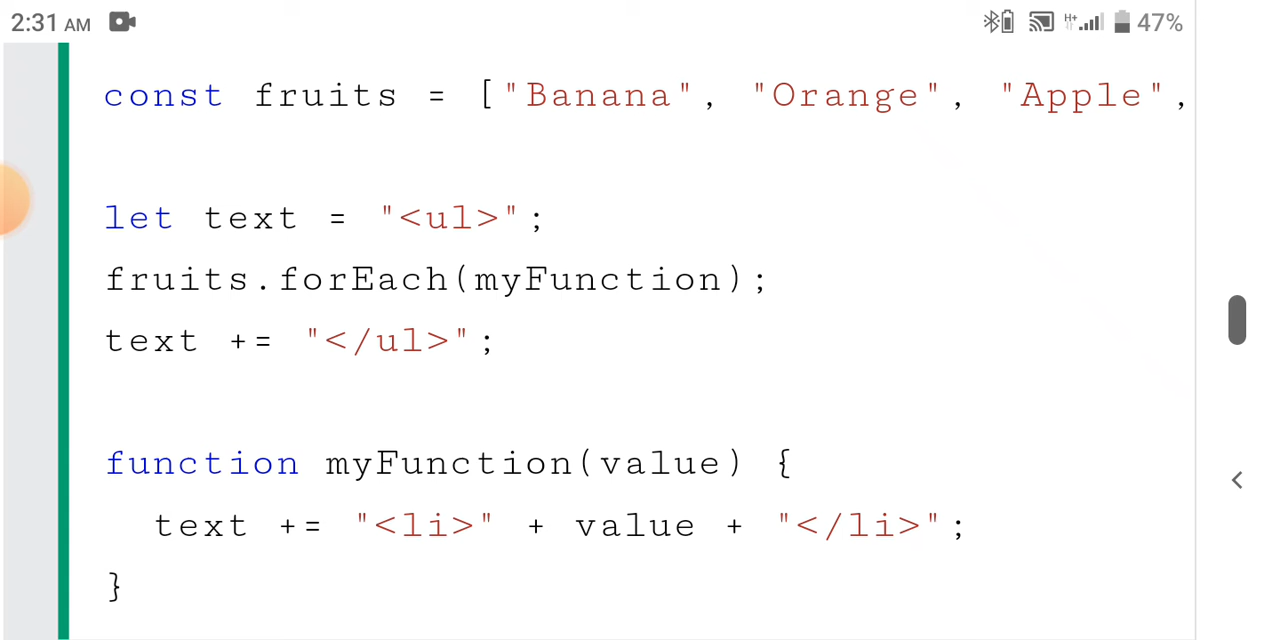 2:31 AM H+ 47%
const fruits = ["Banana", "Orange", "Apple",
let text = "<ul>";
fruits.forEach(myFunction);
text += "</ul>";
function myFunction(value) {
  text += "<li>" + value + "</li>";
}